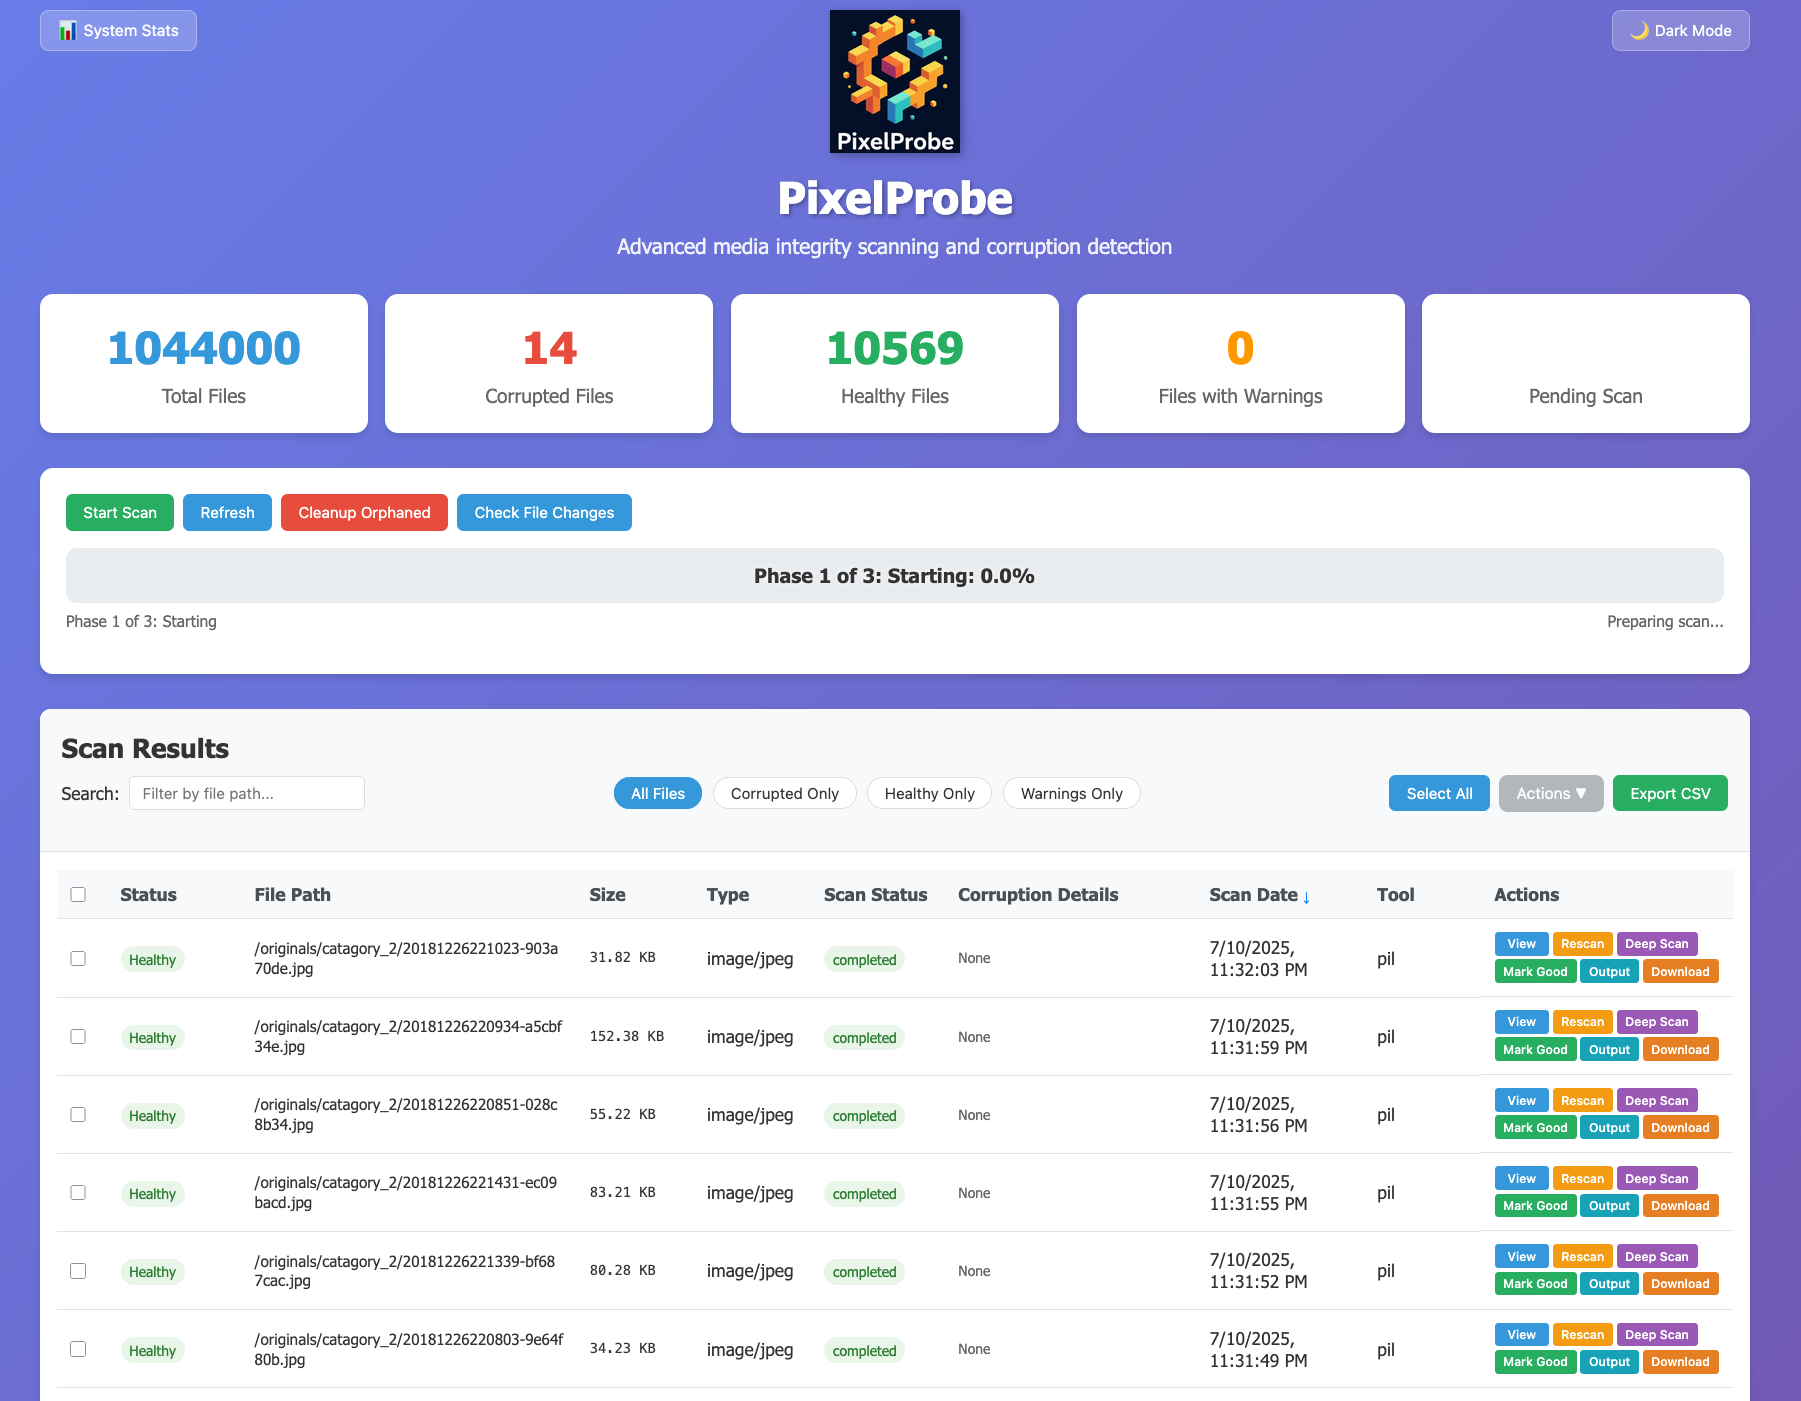 📊 System Stats
🌙 Dark Mode
PixelProbe
PixelProbe
Advanced media integrity scanning and corruption detection
1044000
Total Files
14
Corrupted Files
10569
Healthy Files
0
Files with Warnings
Pending Scan
Start Scan Refresh Cleanup Orphaned Check File Changes
Phase 1 of 3: Starting: 0.0%
Phase 1 of 3: Starting
Preparing scan...
Scan Results
Search: Filter by file path...
All Files Corrupted Only Healthy Only Warnings Only
Select All Actions ▼ Export CSV
Status File Path Size Type Scan Status Corruption Details Scan Date ↓ Tool Actions
Healthy
/originals/catagory_2/20181226221023-903a
70de.jpg
31.82 KB
image/jpeg
completed
None
7/10/2025,
11:32:03 PM
pil
View Rescan Deep Scan
Mark Good Output Download
Healthy
/originals/catagory_2/20181226220934-a5cbf
34e.jpg
152.38 KB
image/jpeg
completed
None
7/10/2025,
11:31:59 PM
pil
View Rescan Deep Scan
Mark Good Output Download
Healthy
/originals/catagory_2/20181226220851-028c
8b34.jpg
55.22 KB
image/jpeg
completed
None
7/10/2025,
11:31:56 PM
pil
View Rescan Deep Scan
Mark Good Output Download
Healthy
/originals/catagory_2/20181226221431-ec09
bacd.jpg
83.21 KB
image/jpeg
completed
None
7/10/2025,
11:31:55 PM
pil
View Rescan Deep Scan
Mark Good Output Download
Healthy
/originals/catagory_2/20181226221339-bf68
7cac.jpg
80.28 KB
image/jpeg
completed
None
7/10/2025,
11:31:52 PM
pil
View Rescan Deep Scan
Mark Good Output Download
Healthy
/originals/catagory_2/20181226220803-9e64f
80b.jpg
34.23 KB
image/jpeg
completed
None
7/10/2025,
11:31:49 PM
pil
View Rescan Deep Scan
Mark Good Output Download